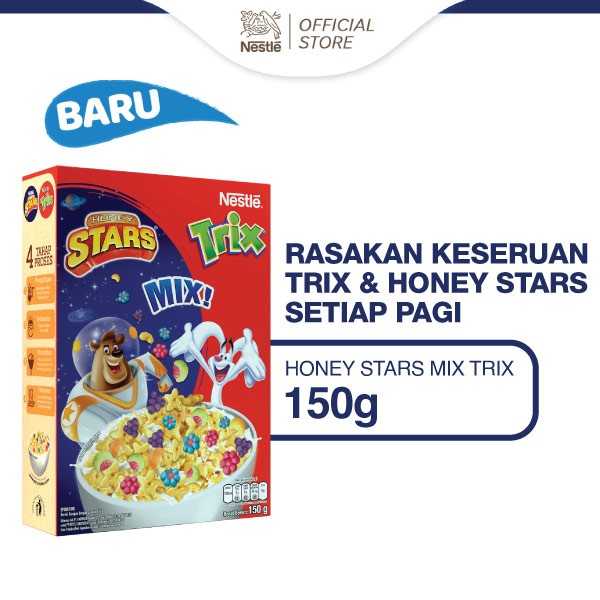 Nestlé
OFFICIAL
STORE
BARU
Nestlé
HONEY
STARS
Trix
MIX!
4 TAHAP
PROSES
RASAKAN KESERUAN
TRIX & HONEY STARS
SETIAP PAGI
HONEY STARS MIX TRIX
150g
150 g